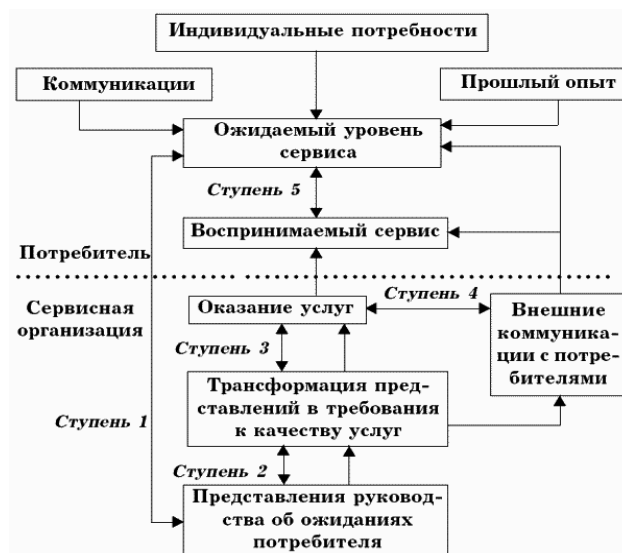 Индивидуальные потребности
Коммуникации
Прошлый опыт
Ожидаемый уровень
сервиса
Ступень 5
Воспринимаемый сервис
Потребитель
Сервисная
организация
Оказание услуг
Ступень 4
Внешние
коммуника-
ции с потре-
бителями
Ступень 3
Трансформация пред-
ставлений в требования
к качеству услуг
Ступень 1
Ступень 2
Представления руковод-
ства об ожиданиях
потребителя